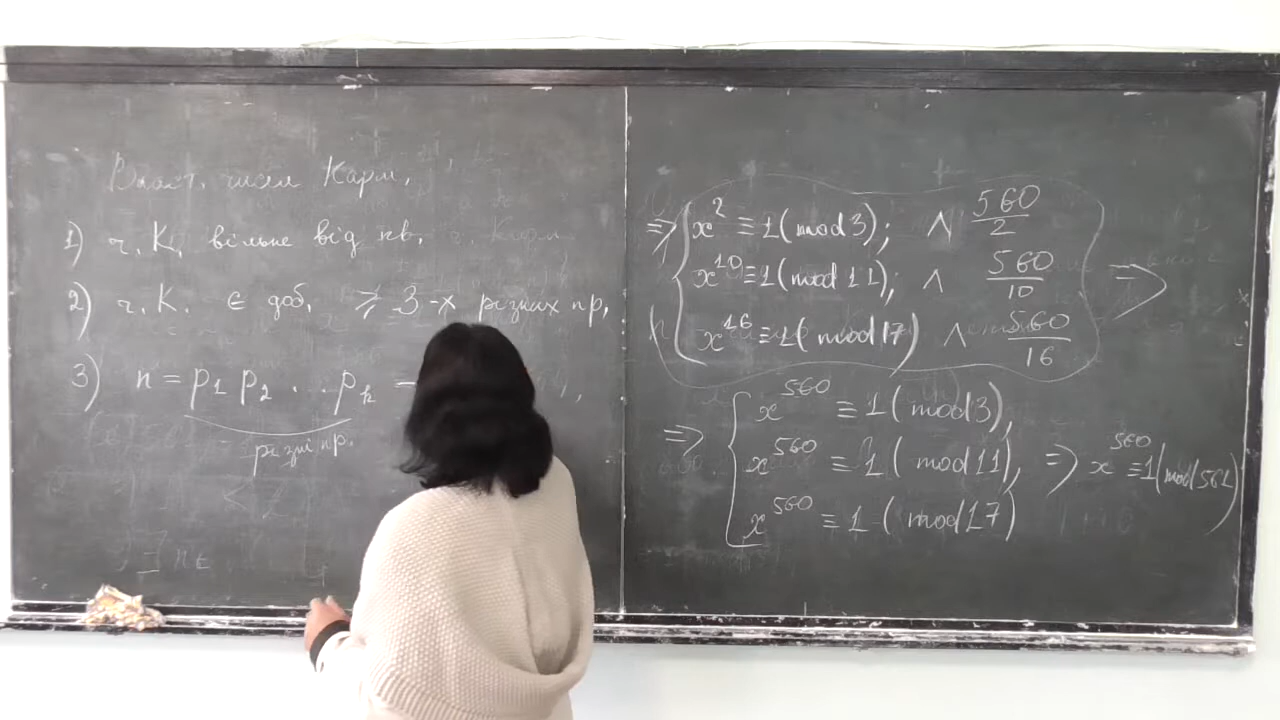 Власт. чисел Карм.
1) ч. К. вільне від кв.
2) ч. К. є доб. ⩾ 3-х різних пр.
3) n = p₁ p₂ . . p_k –
різні пр.
⇒ { x² ≡ 1 (mod 3); ∧ 560/2
x¹⁰ ≡ 1 (mod 11); ∧ 560/10 ⇒
x¹⁶ ≡ 1 (mod 17) ∧ 560/16
⇒ { x⁵⁶⁰ ≡ 1 (mod 3),
x⁵⁶⁰ ≡ 1 (mod 11), ⇒ x⁵⁶⁰ ≡ 1 (mod 561)
x⁵⁶⁰ ≡ 1 (mod 17)